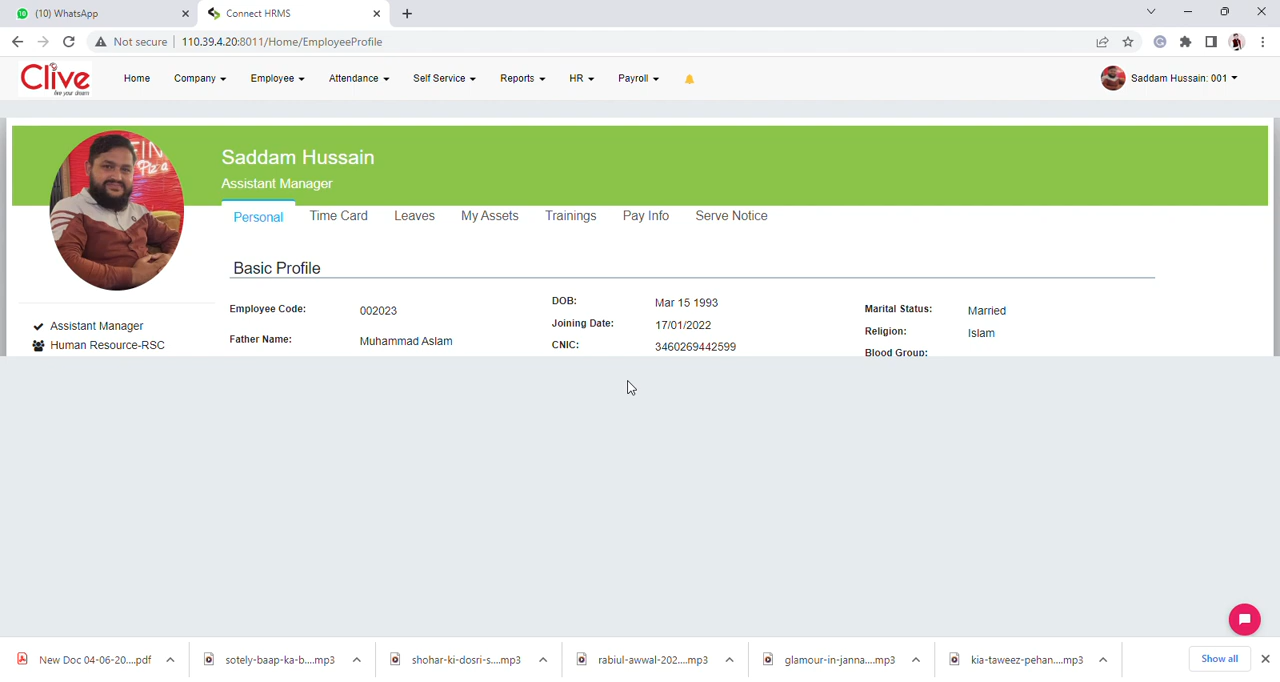 (10) WhatsApp
Connect HRMS
Not secure
110.39.4.20:8011/Home/EmployeeProfile
Clive
live your dream
Home Company Employee Attendance Self Service Reports HR Payroll
Saddam Hussain: 001
Saddam Hussain
Assistant Manager
Personal Time Card Leaves My Assets Trainings Pay Info Serve Notice
Basic Profile
Assistant Manager
Human Resource-RSC
Employee Code: 002023
Father Name: Muhammad Aslam
DOB: Mar 15 1993
Joining Date: 17/01/2022
CNIC: 3460269442599
Marital Status: Married
Religion: Islam
Blood Group:
New Doc 04-06-20....pdf
sotely-baap-ka-b....mp3
shohar-ki-dosri-s....mp3
rabiul-awwal-202....mp3
glamour-in-janna....mp3
kia-taweez-pehan....mp3
Show all